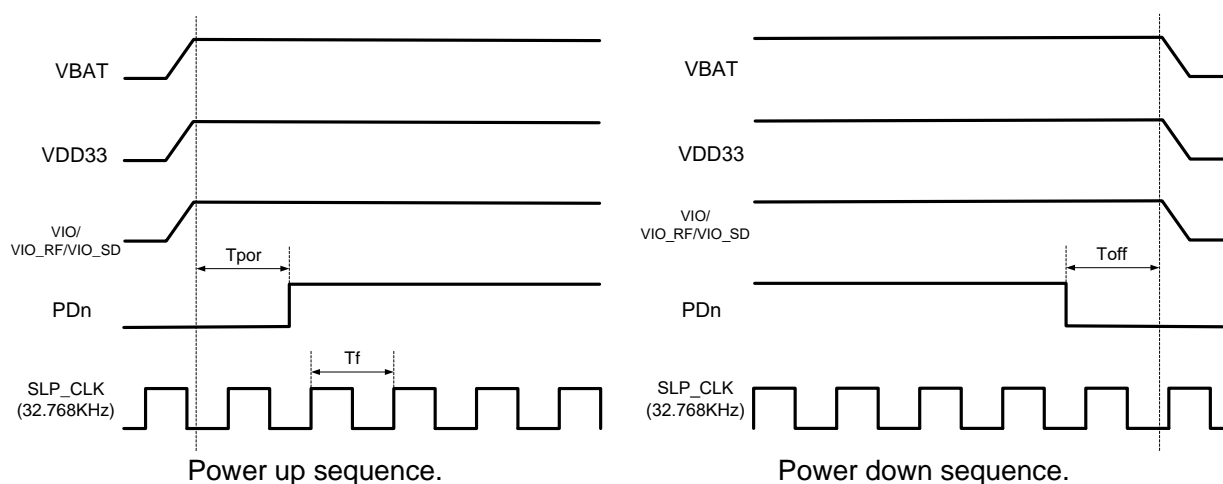 VBAT
VDD33
VIO/
VIO_RF/VIO_SD
Tpor
PDn
Tf
SLP_CLK
(32.768KHz)
Power up sequence.
VBAT
VDD33
VIO/
VIO_RF/VIO_SD
Toff
PDn
SLP_CLK
(32.768KHz)
Power down sequence.